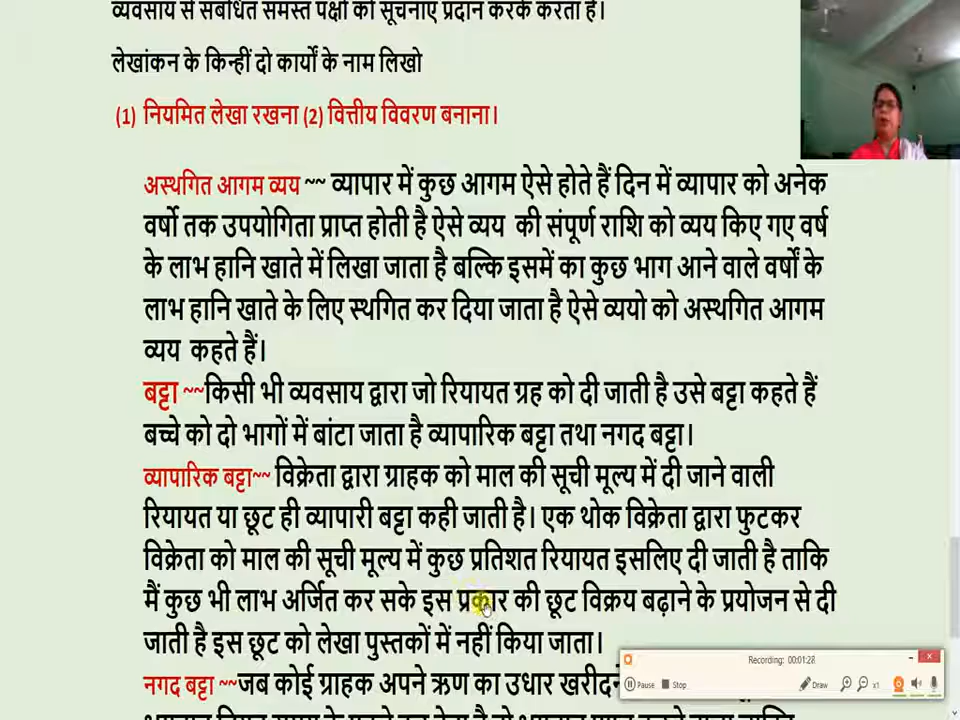 व्यवसाय से संबंधित समस्त पक्षों को सूचनाएं प्रदान करके करता है।
लेखांकन के किन्हीं दो कार्यों के नाम लिखो
(1) नियमित लेखा रखना (2) वित्तीय विवरण बनाना।
अस्थगित आगम व्यय ~~ व्यापार में कुछ आगम ऐसे होते हैं दिन में व्यापार को अनेक
वर्षो तक उपयोगिता प्राप्त होती है ऐसे व्यय की संपूर्ण राशि को व्यय किए गए वर्ष
के लाभ हानि खाते में लिखा जाता है बल्कि इसमें का कुछ भाग आने वाले वर्षों के
लाभ हानि खाते के लिए स्थगित कर दिया जाता है ऐसे व्ययो को अस्थगित आगम
व्यय कहते हैं।
बट्टा ~~किसी भी व्यवसाय द्वारा जो रियायत ग्रह को दी जाती है उसे बट्टा कहते हैं
बच्चे को दो भागों में बांटा जाता है व्यापारिक बट्टा तथा नगद बट्टा।
व्यापारिक बट्टा~~ विक्रेता द्वारा ग्राहक को माल की सूची मूल्य में दी जाने वाली
रियायत या छूट ही व्यापारी बट्टा कही जाती है। एक थोक विक्रेता द्वारा फुटकर
विक्रेता को माल की सूची मूल्य में कुछ प्रतिशत रियायत इसलिए दी जाती है ताकि
मैं कुछ भी लाभ अर्जित कर सके इस प्रकार की छूट विक्रय बढ़ाने के प्रयोजन से दी
जाती है इस छूट को लेखा पुस्तकों में नहीं किया जाता।
नगद बट्टा ~~जब कोई ग्राहक अपने ऋण का उधार
Recording: 00:01:28
Pause Stop Draw x1